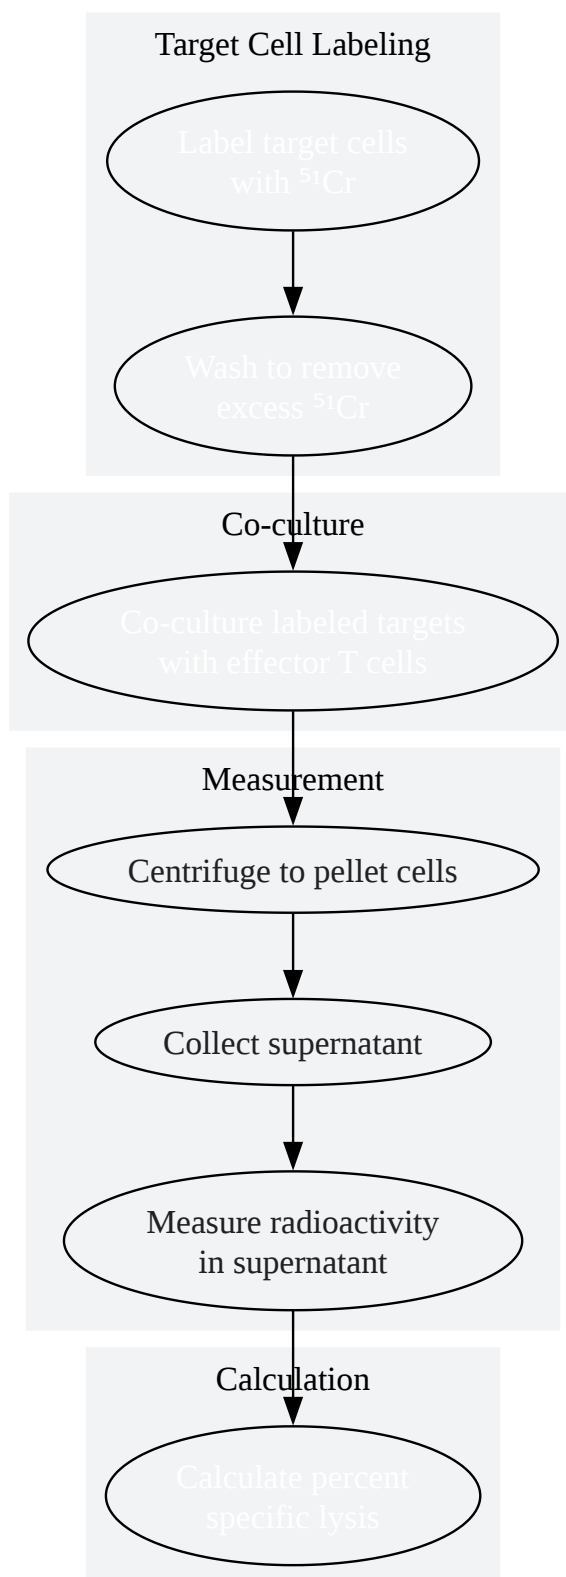 Target Cell Labeling
Label target cells
with ⁵¹Cr
Wash to remove
excess ⁵¹Cr
Co-culture
Co-culture labeled targets
with effector T cells
Measurement
Centrifuge to pellet cells
Collect supernatant
Measure radioactivity
in supernatant
Calculation
Calculate percent
specific lysis